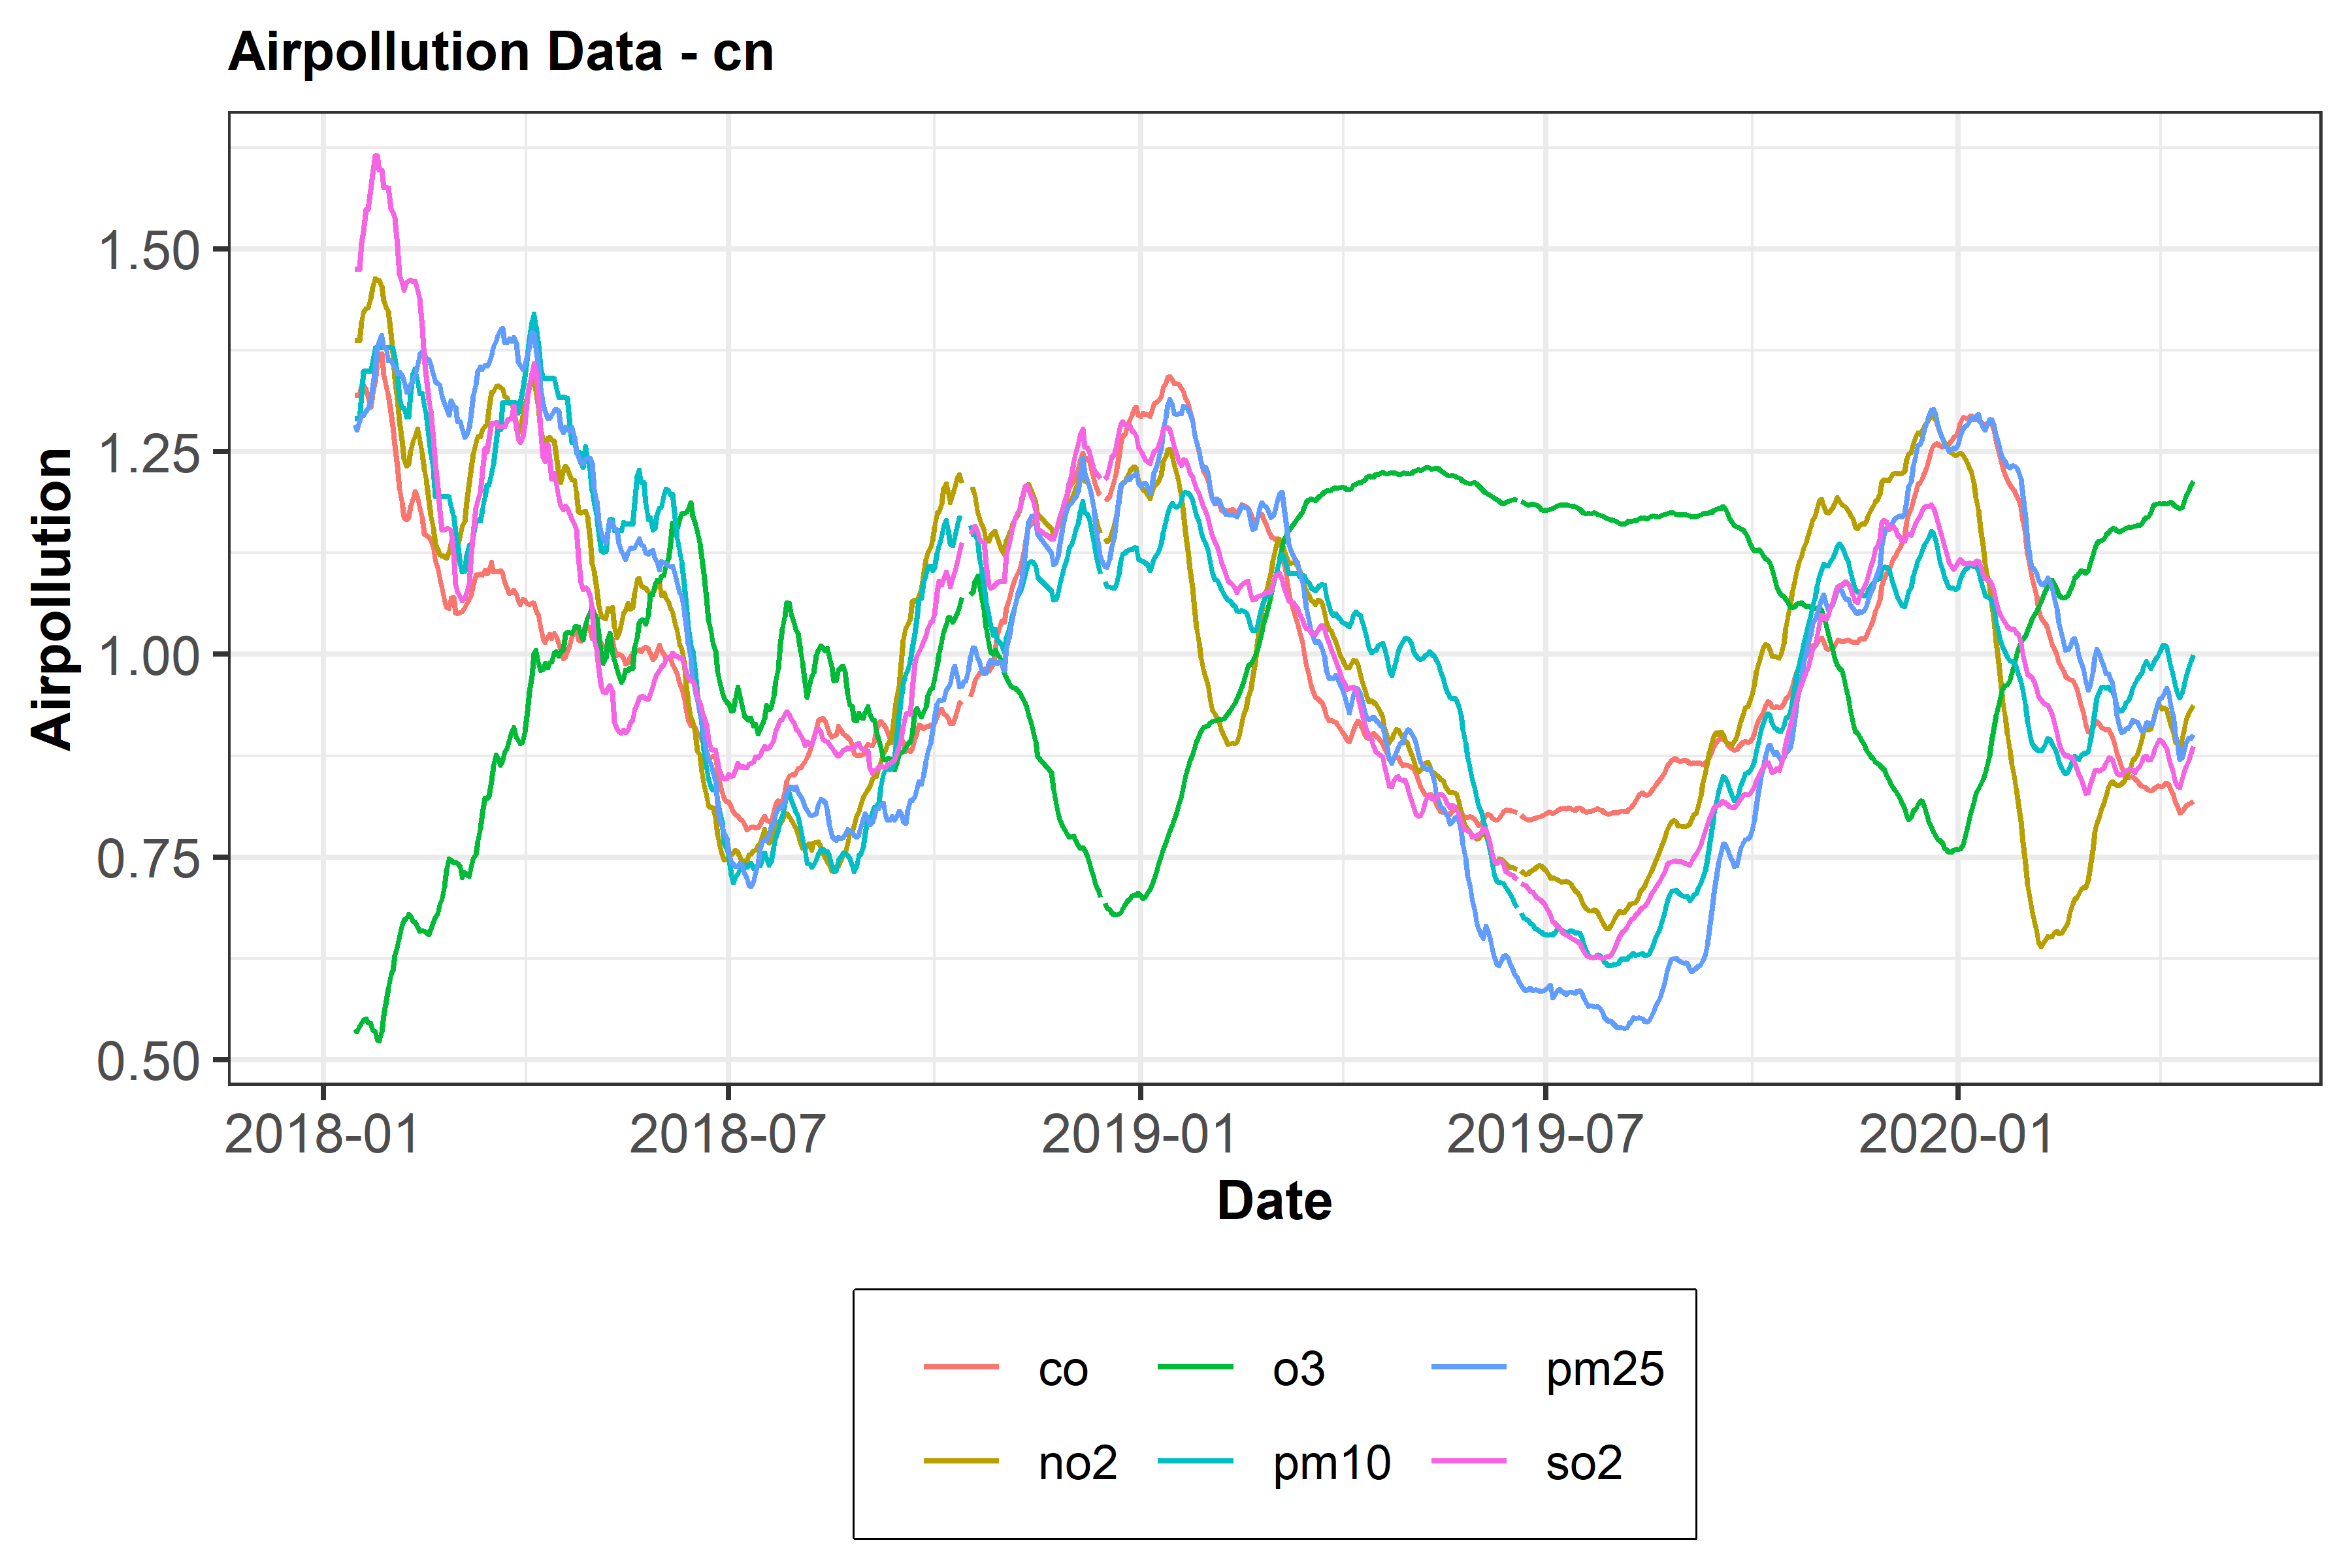 Airpollution Data - cn
Airpollution
1.50
1.25
1.00
0.75
0.50
2018-01 2018-07 2019-01 2019-07 2020-01
Date
co o3 pm25
no2 pm10 so2